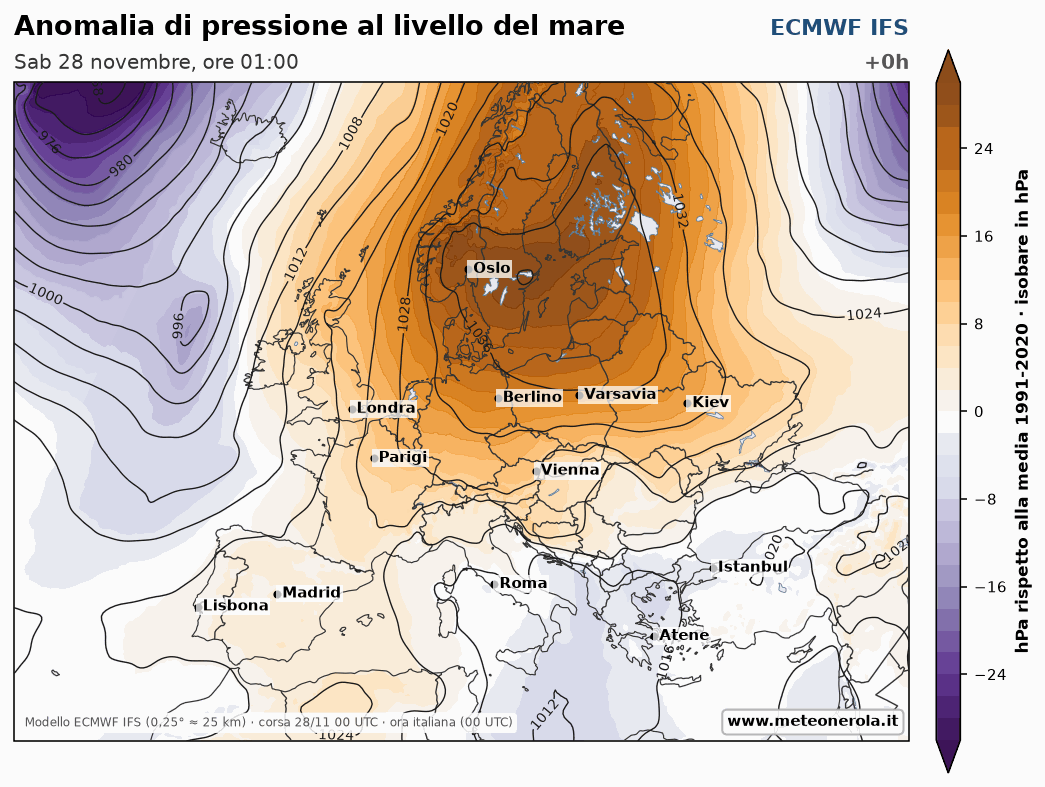 Anomalia di pressione al livello del mare
ECMWF IFS
Sab 28 novembre, ore 01:00
+0h
976
980
1008
1020
1012
1032
1000
996
1028
1036
1024
Oslo
Berlino
Varsavia
Kiev
Londra
Parigi
Vienna
1020
Istanbul
Roma
Madrid
Lisbona
Atene
1016
1012
1024
Modello ECMWF IFS (0,25° ≈ 25 km) · corsa 28/11 00 UTC · ora italiana (00 UTC)
www.meteonerola.it
24
16
8
0
−8
−16
−24
hPa rispetto alla media 1991-2020 · isobare in hPa